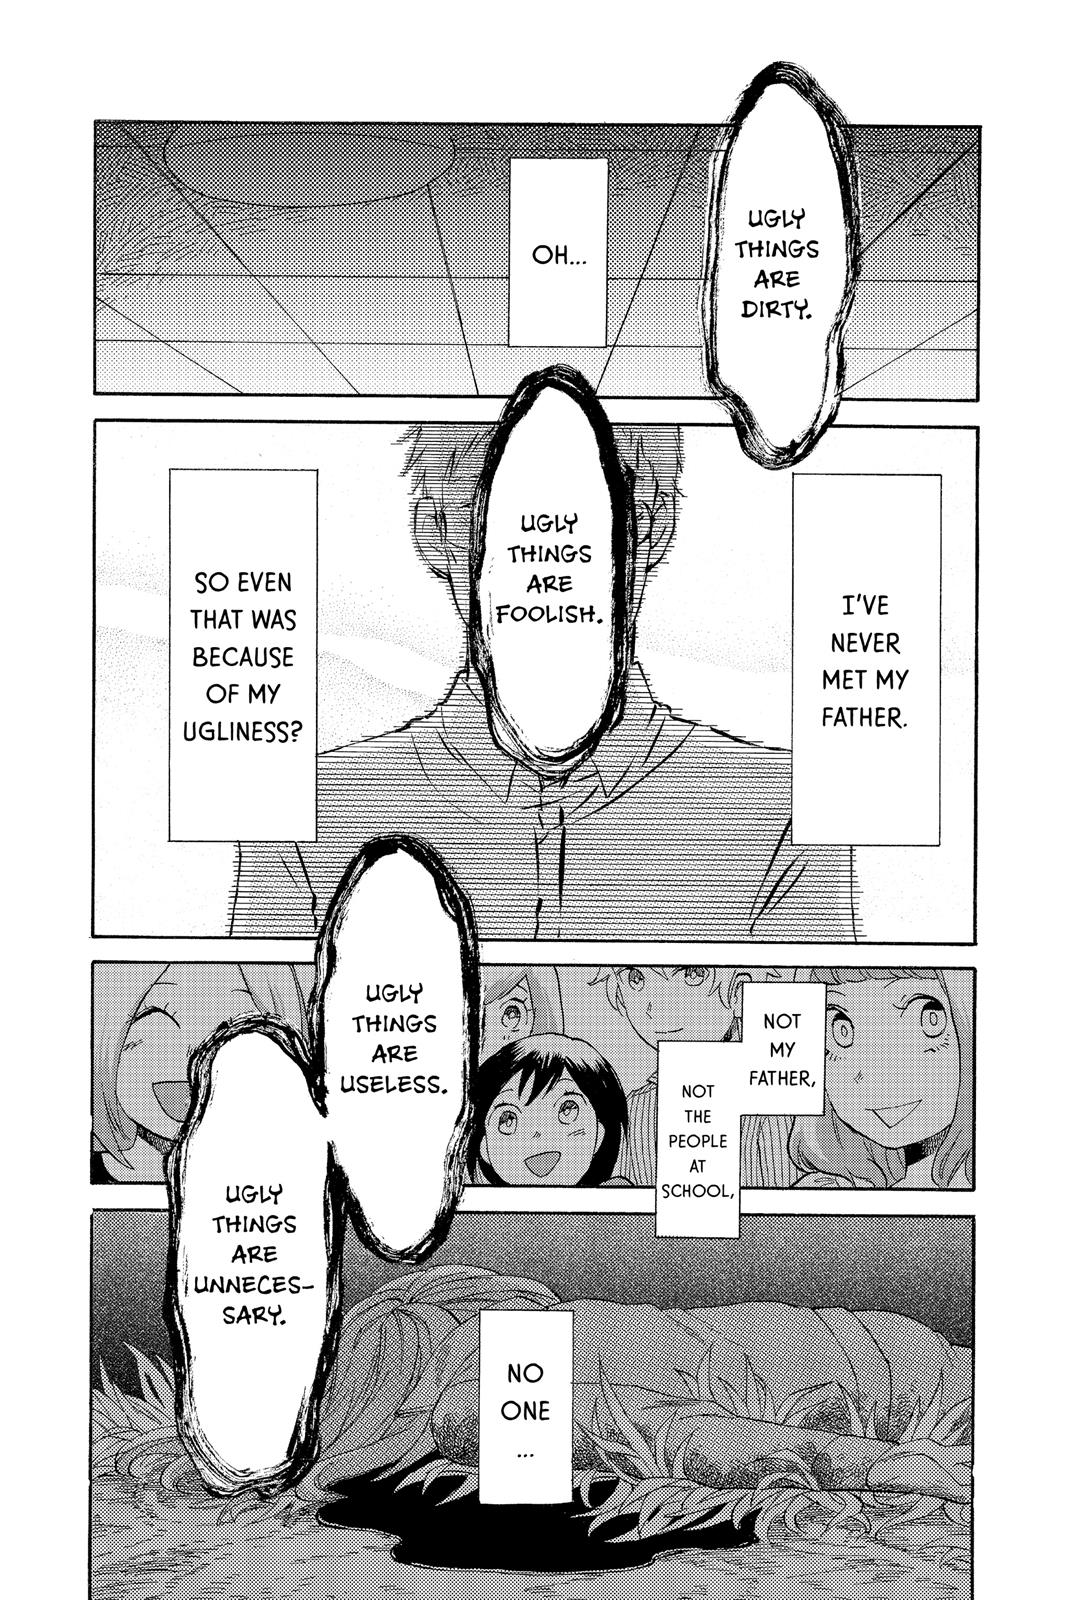 UGLY
THINGS
ARE
DIRTY.
OH...
I'VE
NEVER
MET MY
FATHER.
UGLY
THINGS
ARE
FOOLISH.
SO EVEN
THAT WAS
BECAUSE
OF MY
UGLINESS?
NOT
MY
FATHER,
NOT
THE
PEOPLE
AT
SCHOOL,
UGLY
THINGS
ARE
USELESS.
UGLY
THINGS
ARE
UNNECES-
SARY.
NO
ONE
...